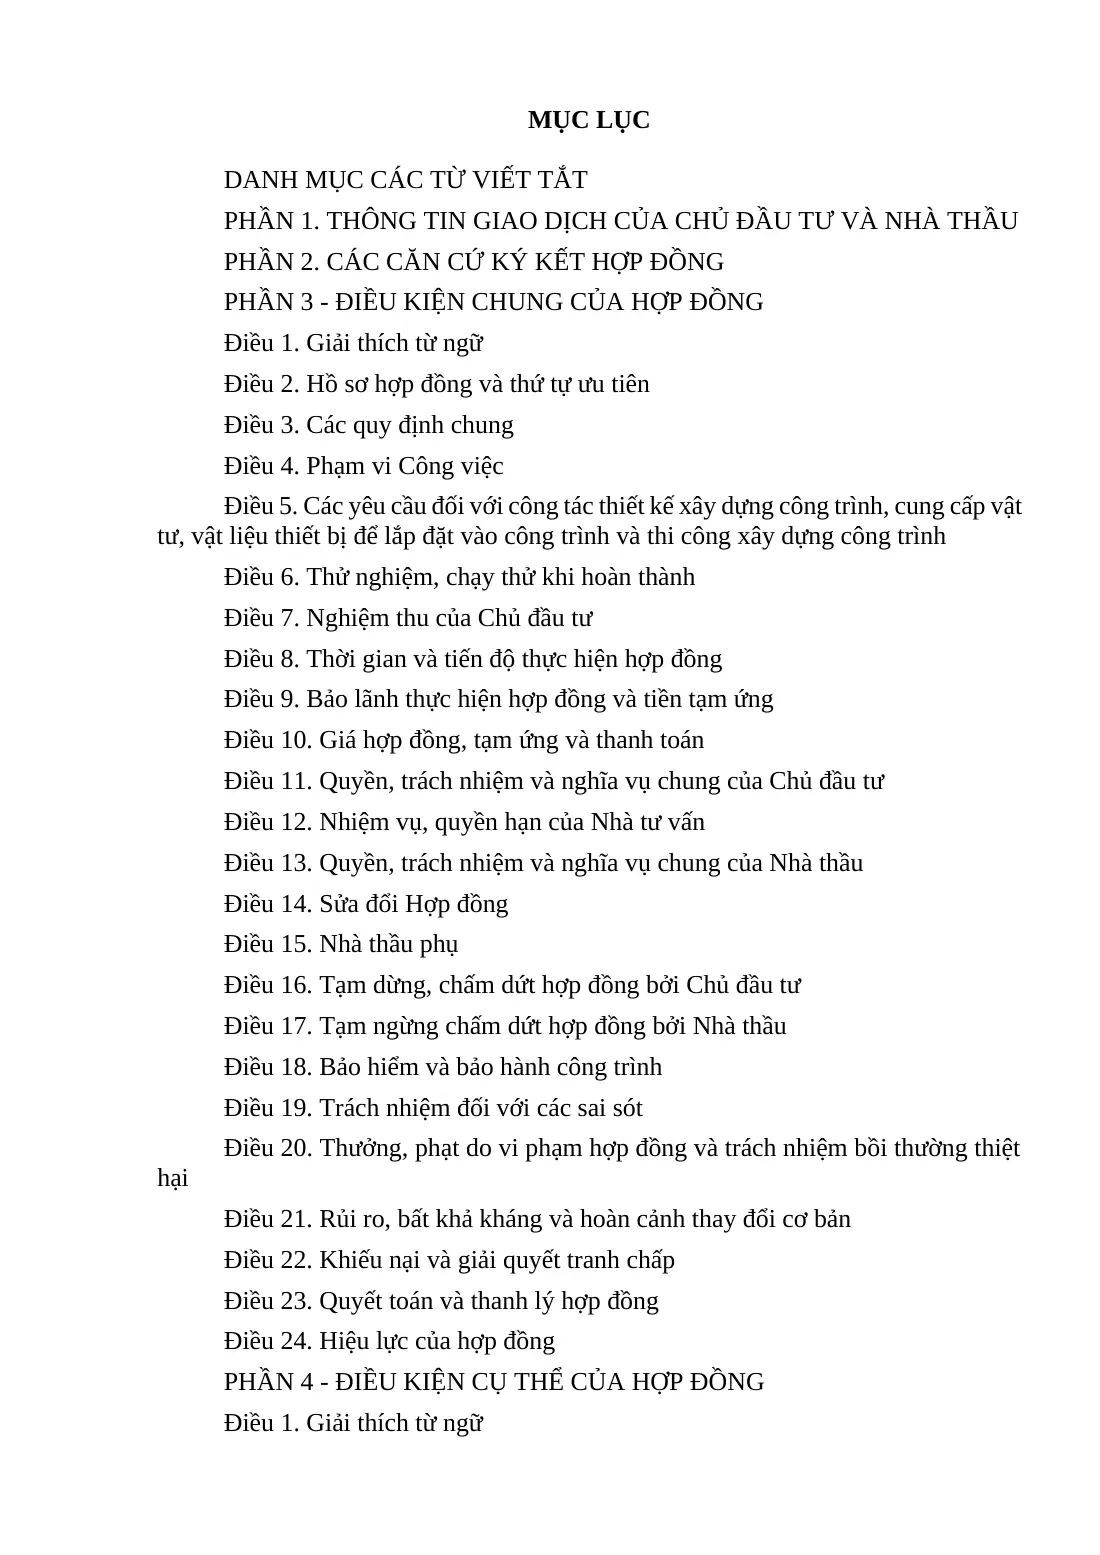 MỤC LỤC
DANH MỤC CÁC TỪ VIẾT TẮT
PHẦN 1. THÔNG TIN GIAO DỊCH CỦA CHỦ ĐẦU TƯ VÀ NHÀ THẦU
PHẦN 2. CÁC CĂN CỨ KÝ KẾT HỢP ĐỒNG
PHẦN 3 - ĐIỀU KIỆN CHUNG CỦA HỢP ĐỒNG
Điều 1. Giải thích từ ngữ
Điều 2. Hồ sơ hợp đồng và thứ tự ưu tiên
Điều 3. Các quy định chung
Điều 4. Phạm vi Công việc
Điều 5. Các yêu cầu đối với công tác thiết kế xây dựng công trình, cung cấp vật
tư, vật liệu thiết bị để lắp đặt vào công trình và thi công xây dựng công trình
Điều 6. Thử nghiệm, chạy thử khi hoàn thành
Điều 7. Nghiệm thu của Chủ đầu tư
Điều 8. Thời gian và tiến độ thực hiện hợp đồng
Điều 9. Bảo lãnh thực hiện hợp đồng và tiền tạm ứng
Điều 10. Giá hợp đồng, tạm ứng và thanh toán
Điều 11. Quyền, trách nhiệm và nghĩa vụ chung của Chủ đầu tư
Điều 12. Nhiệm vụ, quyền hạn của Nhà tư vấn
Điều 13. Quyền, trách nhiệm và nghĩa vụ chung của Nhà thầu
Điều 14. Sửa đổi Hợp đồng
Điều 15. Nhà thầu phụ
Điều 16. Tạm dừng, chấm dứt hợp đồng bởi Chủ đầu tư
Điều 17. Tạm ngừng chấm dứt hợp đồng bởi Nhà thầu
Điều 18. Bảo hiểm và bảo hành công trình
Điều 19. Trách nhiệm đối với các sai sót
Điều 20. Thưởng, phạt do vi phạm hợp đồng và trách nhiệm bồi thường thiệt
hại
Điều 21. Rủi ro, bất khả kháng và hoàn cảnh thay đổi cơ bản
Điều 22. Khiếu nại và giải quyết tranh chấp
Điều 23. Quyết toán và thanh lý hợp đồng
Điều 24. Hiệu lực của hợp đồng
PHẦN 4 - ĐIỀU KIỆN CỤ THỂ CỦA HỢP ĐỒNG
Điều 1. Giải thích từ ngữ